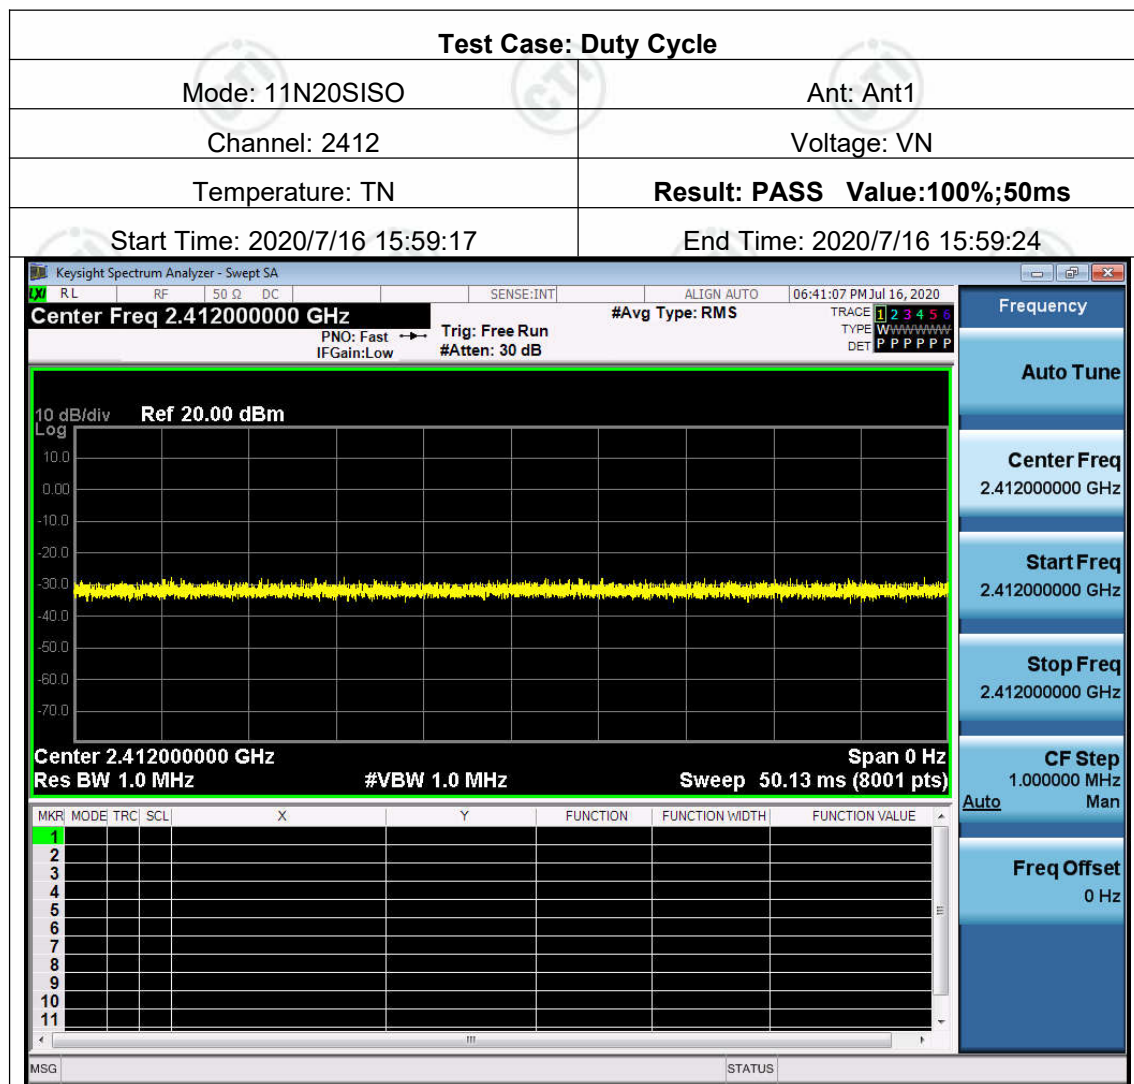 Test Case: Duty Cycle
Mode: 11N20SISO Ant: Ant1
Channel: 2412 Voltage: VN
Temperature: TN Result: PASS Value:100%;50ms
Start Time: 2020/7/16 15:59:17 End Time: 2020/7/16 15:59:24
Keysight Spectrum Analyzer - Swept SA
LXI RL RF 50 Ω DC SENSE:INT ALIGN AUTO 06:41:07 PM Jul 16, 2020
Center Freq 2.412000000 GHz
PNO: Fast
IFGain:Low
Trig: Free Run
#Atten: 30 dB
#Avg Type: RMS
TRACE 1 2 3 4 5 6
TYPE WWWWWWW
DET P P P P P P
10 dB/div Ref 20.00 dBm
Log
10.0
0.00
-10.0
-20.0
-30.0
-40.0
-50.0
-60.0
-70.0
Center 2.412000000 GHz Span 0 Hz
Res BW 1.0 MHz #VBW 1.0 MHz Sweep 50.13 ms (8001 pts)
MKR MODE TRC SCL X Y FUNCTION FUNCTION WIDTH FUNCTION VALUE
1
2
3
4
5
6
7
8
9
10
11
MSG STATUS
Frequency
Auto Tune
Center Freq
2.412000000 GHz
Start Freq
2.412000000 GHz
Stop Freq
2.412000000 GHz
CF Step
1.000000 MHz
Auto Man
Freq Offset
0 Hz
CTI
CTI
CTI